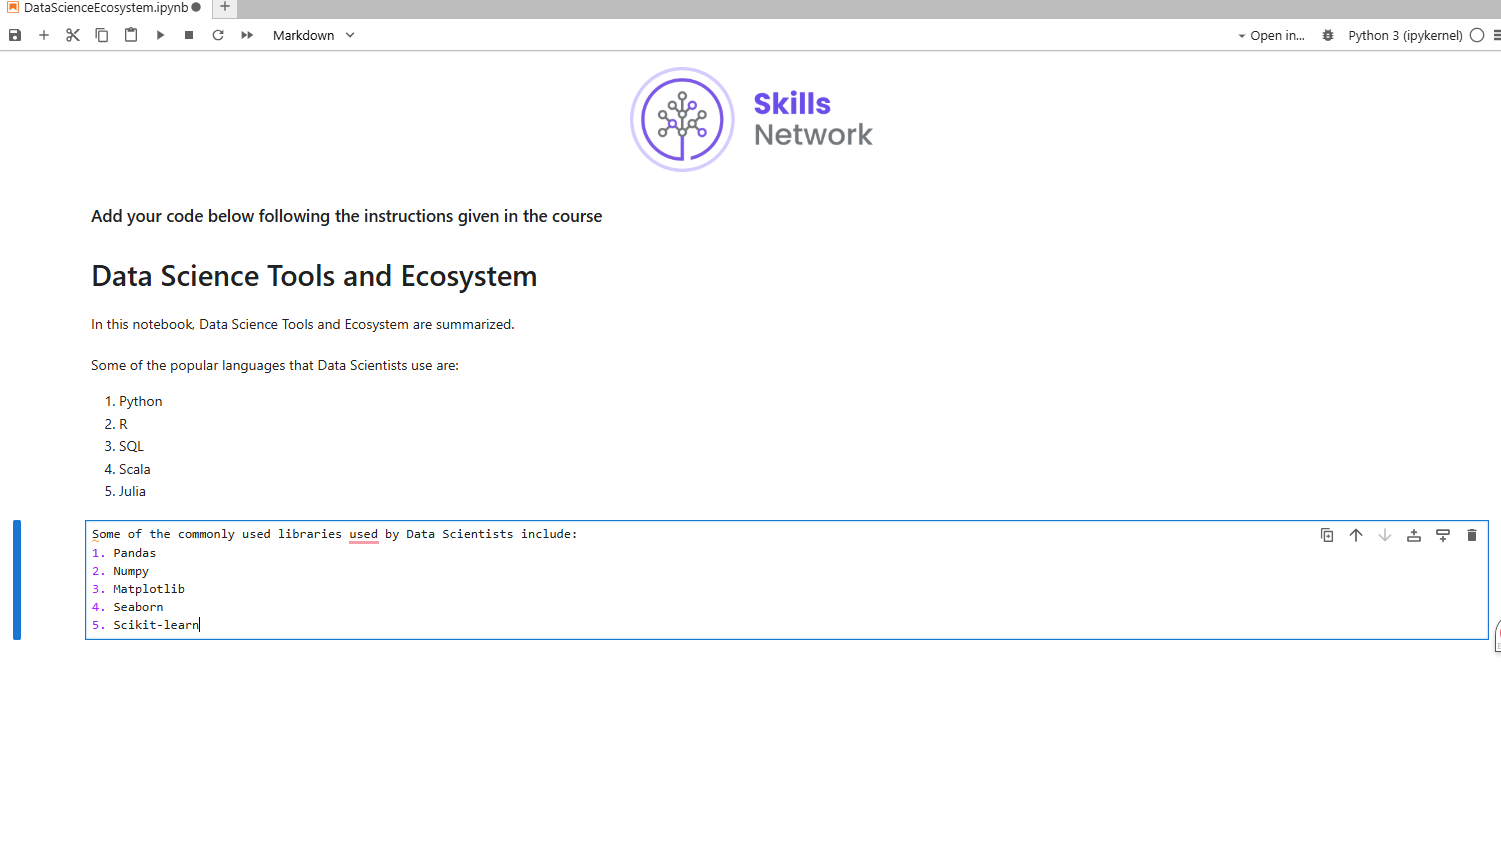 DataScienceEcosystem.ipynb
Markdown
Open in...
Python 3 (ipykernel)
Skills
Network
Add your code below following the instructions given in the course
Data Science Tools and Ecosystem
In this notebook, Data Science Tools and Ecosystem are summarized.
Some of the popular languages that Data Scientists use are:
1. Python
2. R
3. SQL
4. Scala
5. Julia
Some of the commonly used libraries used by Data Scientists include:
1. Pandas
2. Numpy
3. Matplotlib
4. Seaborn
5. Scikit-learn